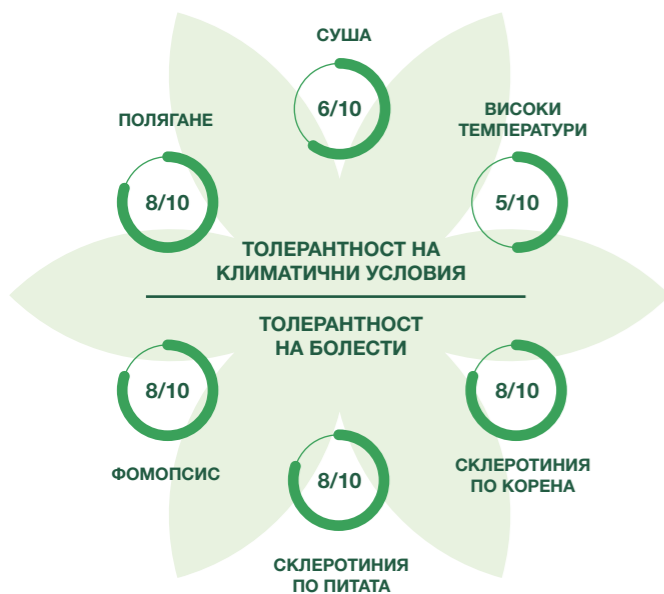 СУША
6/10
ПОЛЯГАНЕ
8/10
ВИСОКИ
ТЕМПЕРАТУРИ
5/10
ТОЛЕРАНТНОСТ НА
КЛИМАТИЧНИ УСЛОВИЯ
ТОЛЕРАНТНОСТ
НА БОЛЕСТИ
8/10
ФОМОПСИС
8/10
СКЛЕРОТИНИЯ
ПО ПИТАТА
8/10
СКЛЕРОТИНИЯ
ПО КОРЕНА